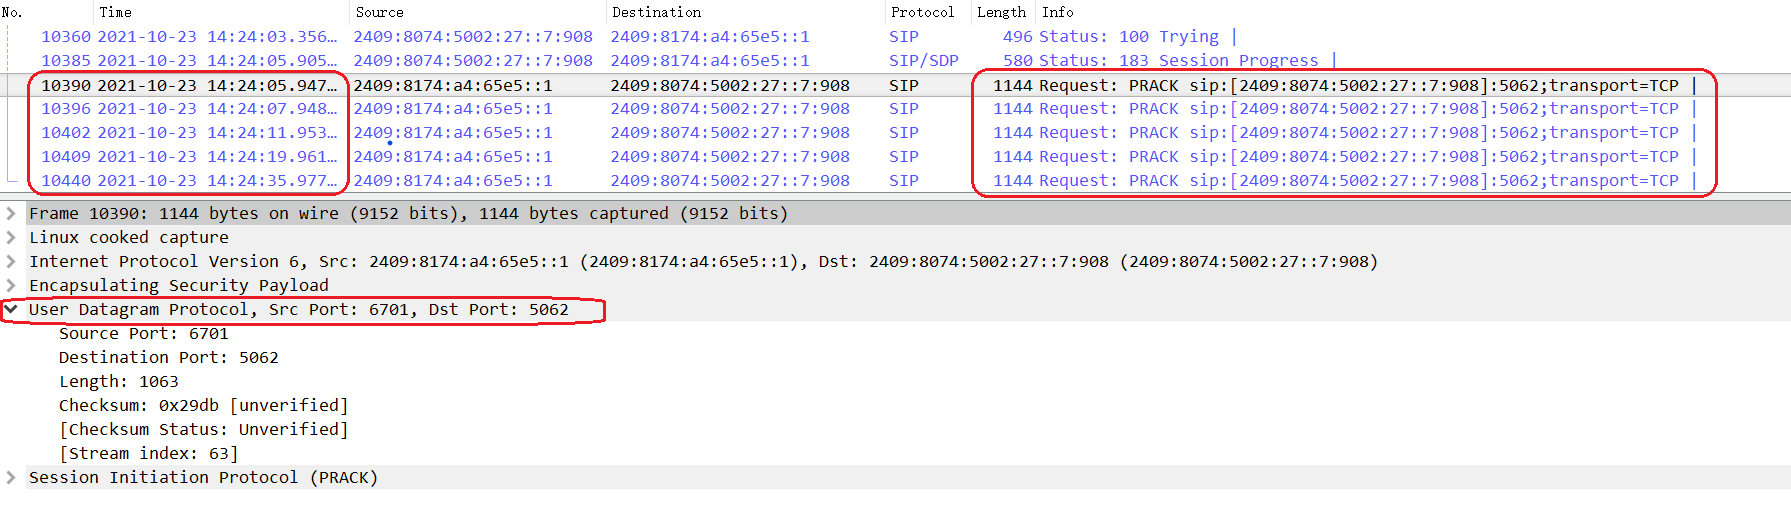 No. Time Source Destination Protocol Length Info
10360 2021-10-23 14:24:03.356… 2409:8074:5002:27::7:908 2409:8174:a4:65e5::1 SIP 496 Status: 100 Trying |
10385 2021-10-23 14:24:05.905… 2409:8074:5002:27::7:908 2409:8174:a4:65e5::1 SIP/SDP 580 Status: 183 Session Progress |
10390 2021-10-23 14:24:05.947… 2409:8174:a4:65e5::1 2409:8074:5002:27::7:908 SIP 1144 Request: PRACK sip:[2409:8074:5002:27::7:908]:5062;transport=TCP |
10396 2021-10-23 14:24:07.948… 2409:8174:a4:65e5::1 2409:8074:5002:27::7:908 SIP 1144 Request: PRACK sip:[2409:8074:5002:27::7:908]:5062;transport=TCP |
10402 2021-10-23 14:24:11.953… 2409:8174:a4:65e5::1 2409:8074:5002:27::7:908 SIP 1144 Request: PRACK sip:[2409:8074:5002:27::7:908]:5062;transport=TCP |
10409 2021-10-23 14:24:19.961… 2409:8174:a4:65e5::1 2409:8074:5002:27::7:908 SIP 1144 Request: PRACK sip:[2409:8074:5002:27::7:908]:5062;transport=TCP |
10440 2021-10-23 14:24:35.977… 2409:8174:a4:65e5::1 2409:8074:5002:27::7:908 SIP 1144 Request: PRACK sip:[2409:8074:5002:27::7:908]:5062;transport=TCP |
Frame 10390: 1144 bytes on wire (9152 bits), 1144 bytes captured (9152 bits)
Linux cooked capture
Internet Protocol Version 6, Src: 2409:8174:a4:65e5::1 (2409:8174:a4:65e5::1), Dst: 2409:8074:5002:27::7:908 (2409:8074:5002:27::7:908)
Encapsulating Security Payload
User Datagram Protocol, Src Port: 6701, Dst Port: 5062
Source Port: 6701
Destination Port: 5062
Length: 1063
Checksum: 0x29db [unverified]
[Checksum Status: Unverified]
[Stream index: 63]
Session Initiation Protocol (PRACK)